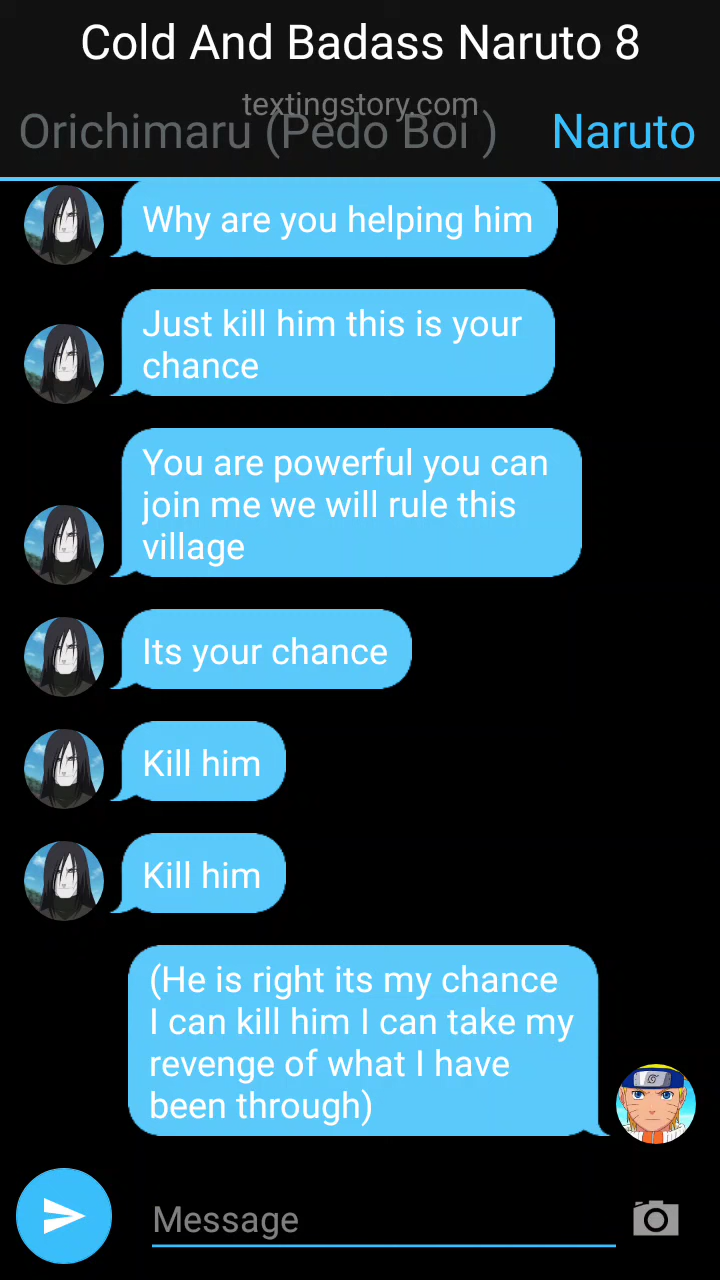 Cold And Badass Naruto 8
textingstory.com
Orichimaru (Pedo Boi )
Naruto
Why are you helping him
Just kill him this is your
chance
You are powerful you can
join me we will rule this
village
Its your chance
Kill him
Kill him
(He is right its my chance
I can kill him I can take my
revenge of what I have
been through)
Message